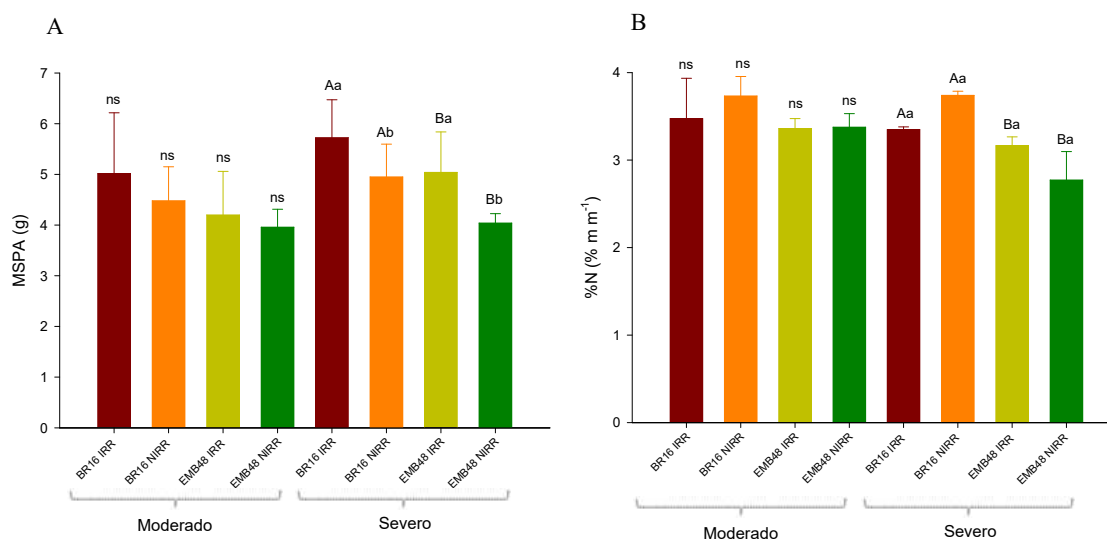 A
MSPA (g)
7
6
5
4
3
2
1
0
ns
ns
ns
ns
Aa
Ab
Ba
Bb
BR16 IRR
BR16 NIRR
EMB48 IRR
EMB48 NIRR
BR16 IRR
BR16 NIRR
EMB48 IRR
EMB48 NIRR
Moderado
Severo
B
%N (% m m⁻¹)
4
3
2
1
0
ns
ns
ns
ns
Aa
Aa
Ba
Ba
BR16 IRR
BR16 NIRR
EMB48 IRR
EMB48 NIRR
BR16 IRR
BR16 NIRR
EMB48 IRR
EMB48 NIRR
Moderado
Severo